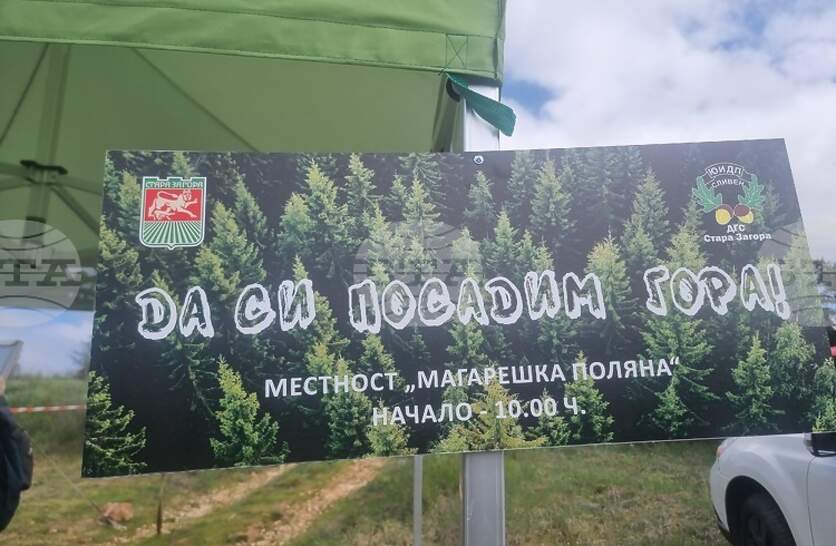 СТАРА ЗАГОРА
ЮИДП
СЛИВЕН
ДГС
Стара Загора
ДА СИ ПОСАДИМ ГОРА!
МЕСТНОСТ „МАГАРЕШКА ПОЛЯНА“
НАЧАЛО - 10.00 Ч.